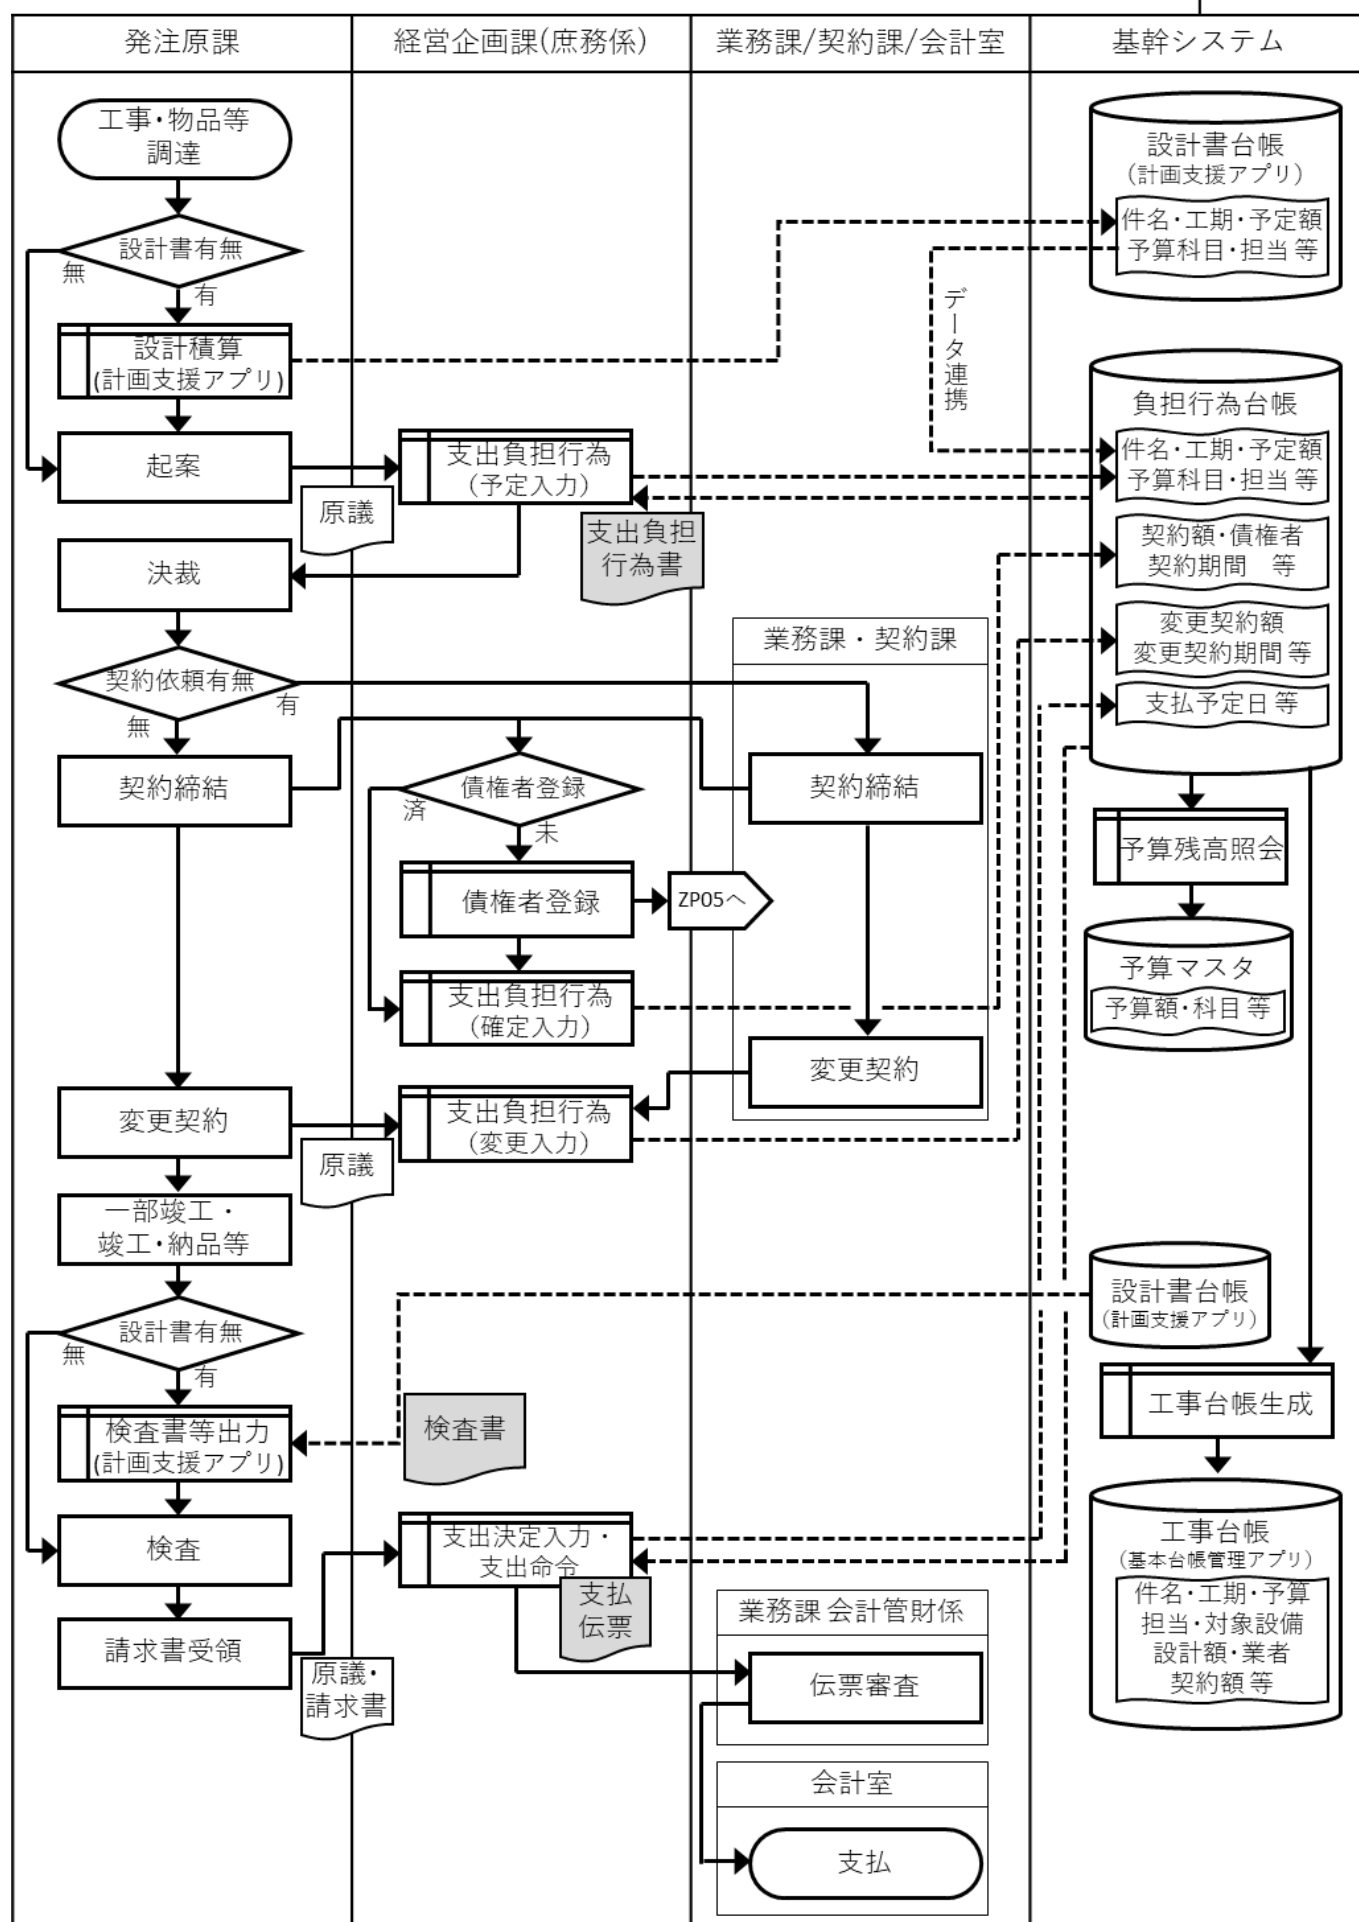 発注原課
経営企画課(庶務係)
業務課/契約課/会計室
基幹システム
工事・物品等
調達
設計書有無
無
有
設計積算
(計画支援アプリ)
起案
原議
支出負担行為
(予定入力)
支出負担
行為書
決裁
契約依頼有無
有
無
契約締結
業務課・契約課
契約締結
債権者登録
済
未
債権者登録
ZP05へ
支出負担行為
(確定入力)
変更契約
変更契約
原議
支出負担行為
(変更入力)
一部竣工・
竣工・納品等
設計書有無
無
有
検査書等出力
(計画支援アプリ)
検査書
検査
支出決定入力・
支出命令
支払
伝票
請求書受領
原議・
請求書
業務課 会計管財係
伝票審査
会計室
支払
設計書台帳
(計画支援アプリ)
件名・工期・予定額
予算科目・担当 等
データ連携
負担行為台帳
件名・工期・予定額
予算科目・担当 等
契約額・債権者
契約期間　等
変更契約額
変更契約期間 等
支払予定日 等
予算残高照会
予算マスタ
予算額・科目 等
設計書台帳
(計画支援アプリ)
工事台帳生成
工事台帳
(基本台帳管理アプリ)
件名・工期・予算
担当・対象設備
設計額・業者
契約額 等